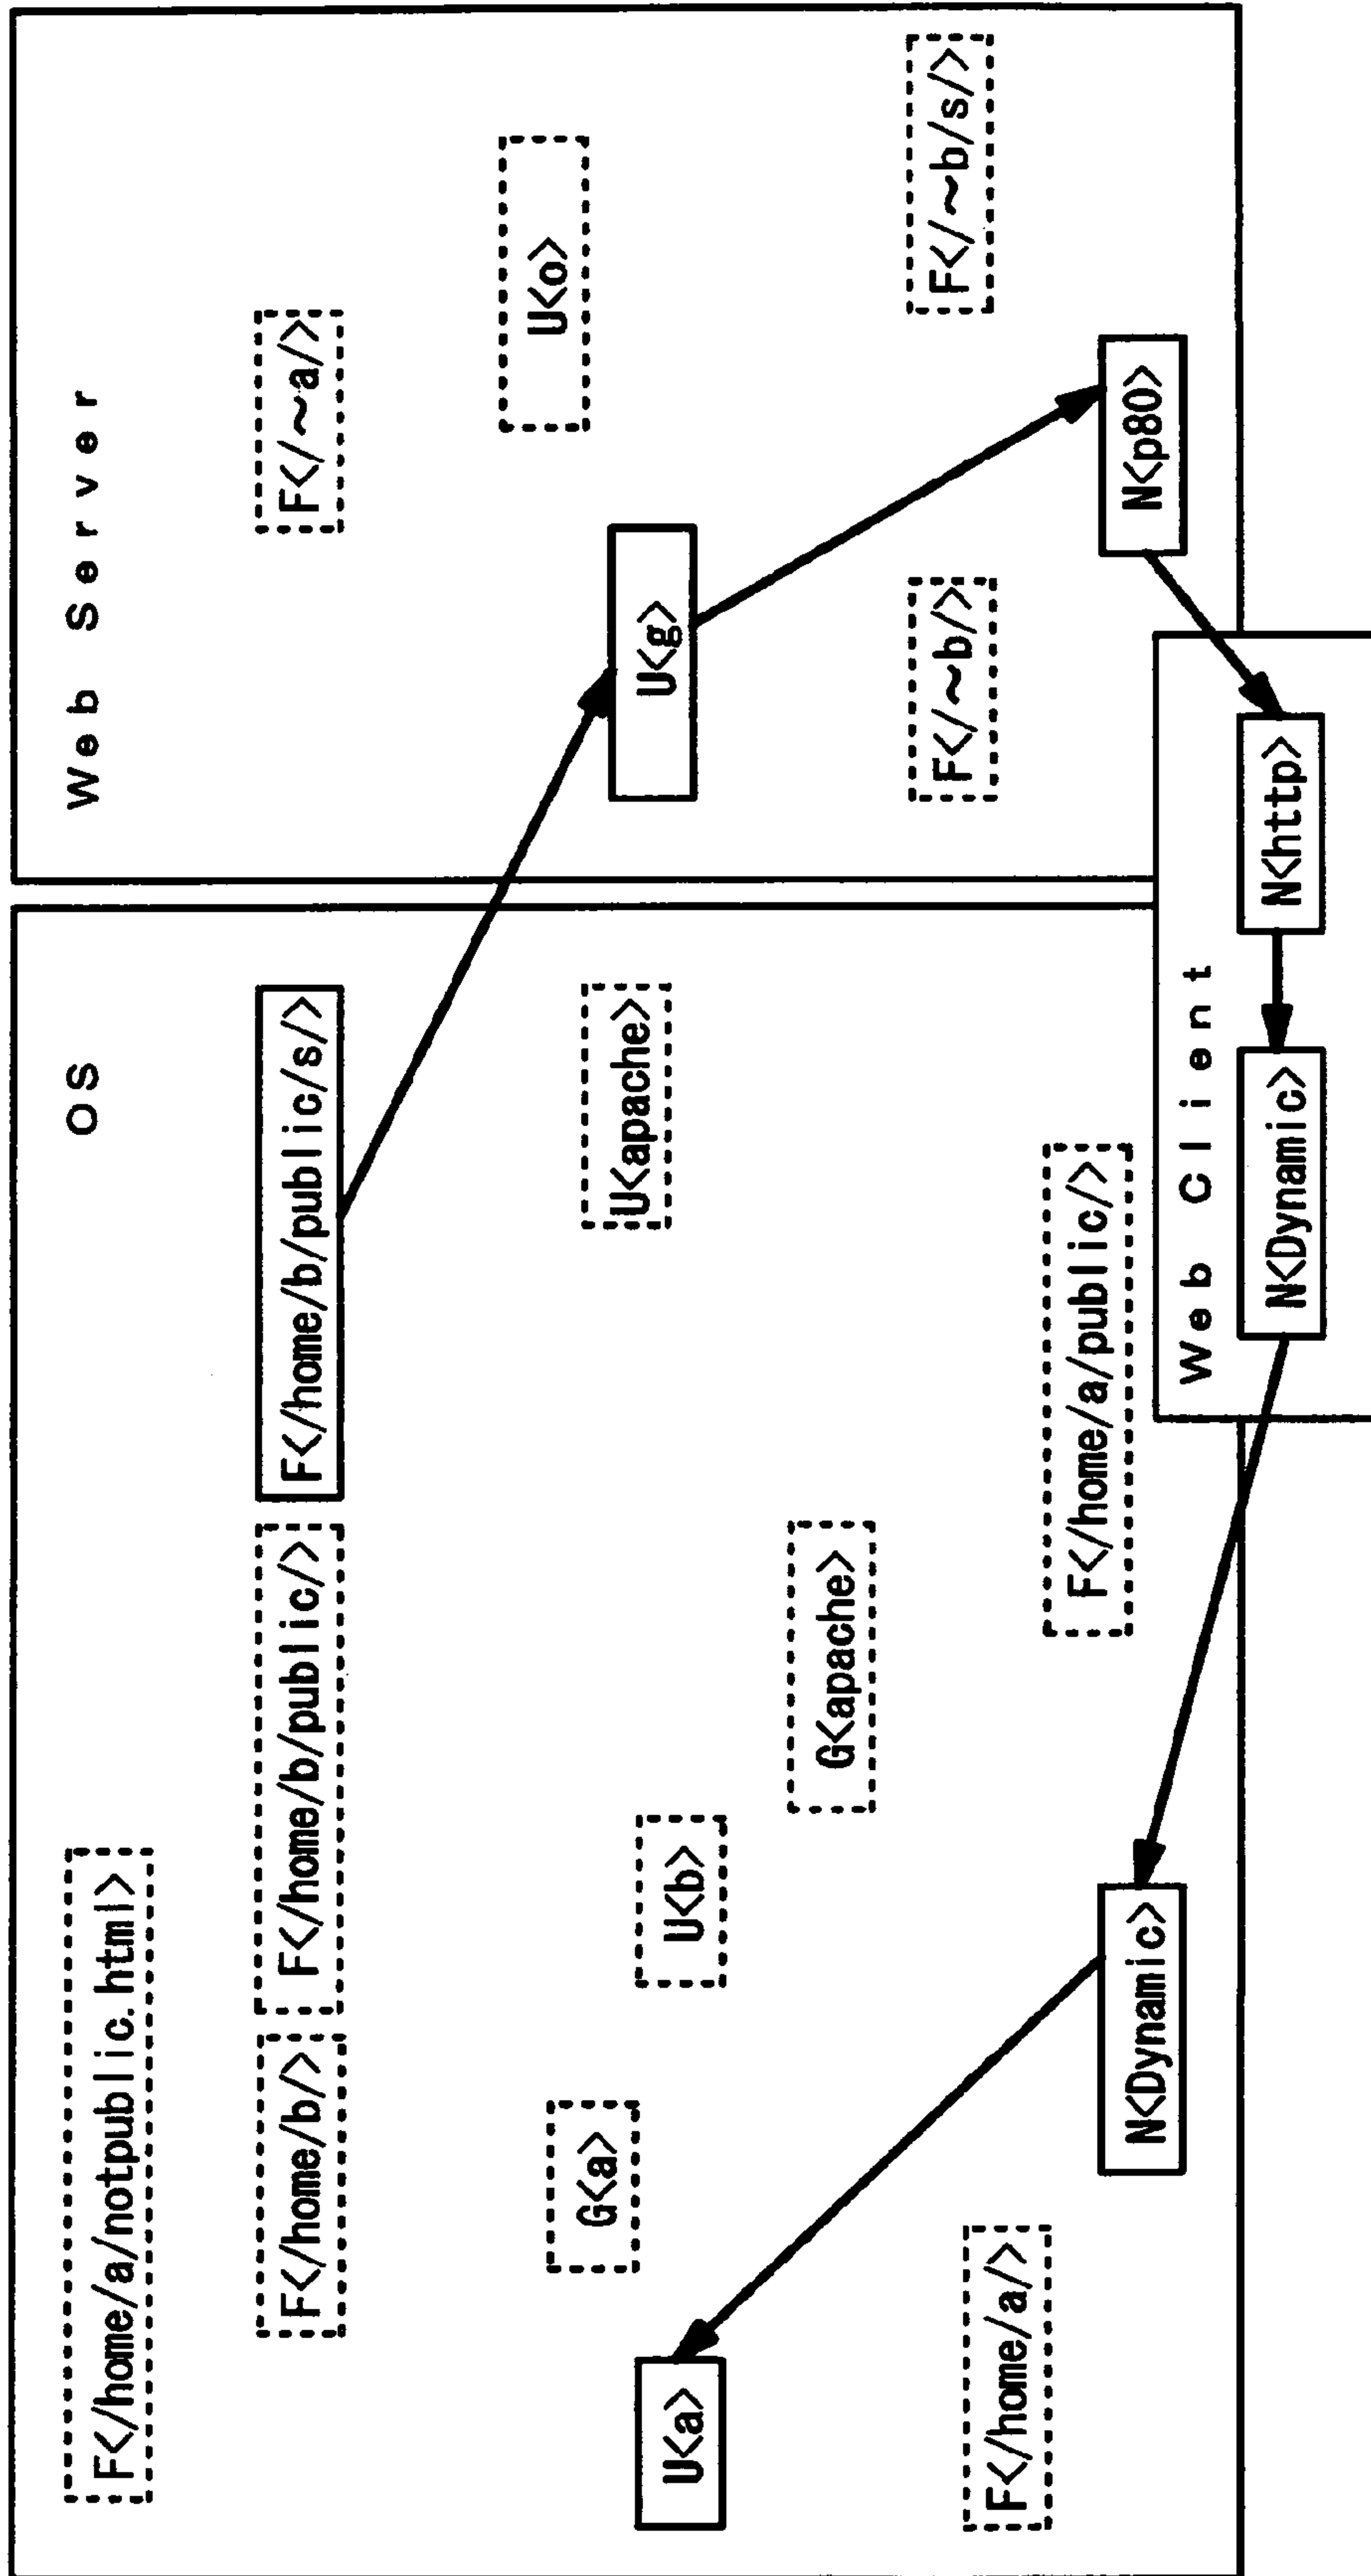 OS
Web Server
F</home/a/notpublic.html>
F</home/b/>
F</home/b/public/>
F</home/b/public/s/>
F</~a/>
U<o>
G<a>
U<apache>
U<a>
U<b>
U<g>
G<apache>
F</~b/>
F</~b/s/>
F</home/a/>
F</home/a/public/>
N<Dynamic>
N<p80>
Web Client
N<Dynamic>
N<http>